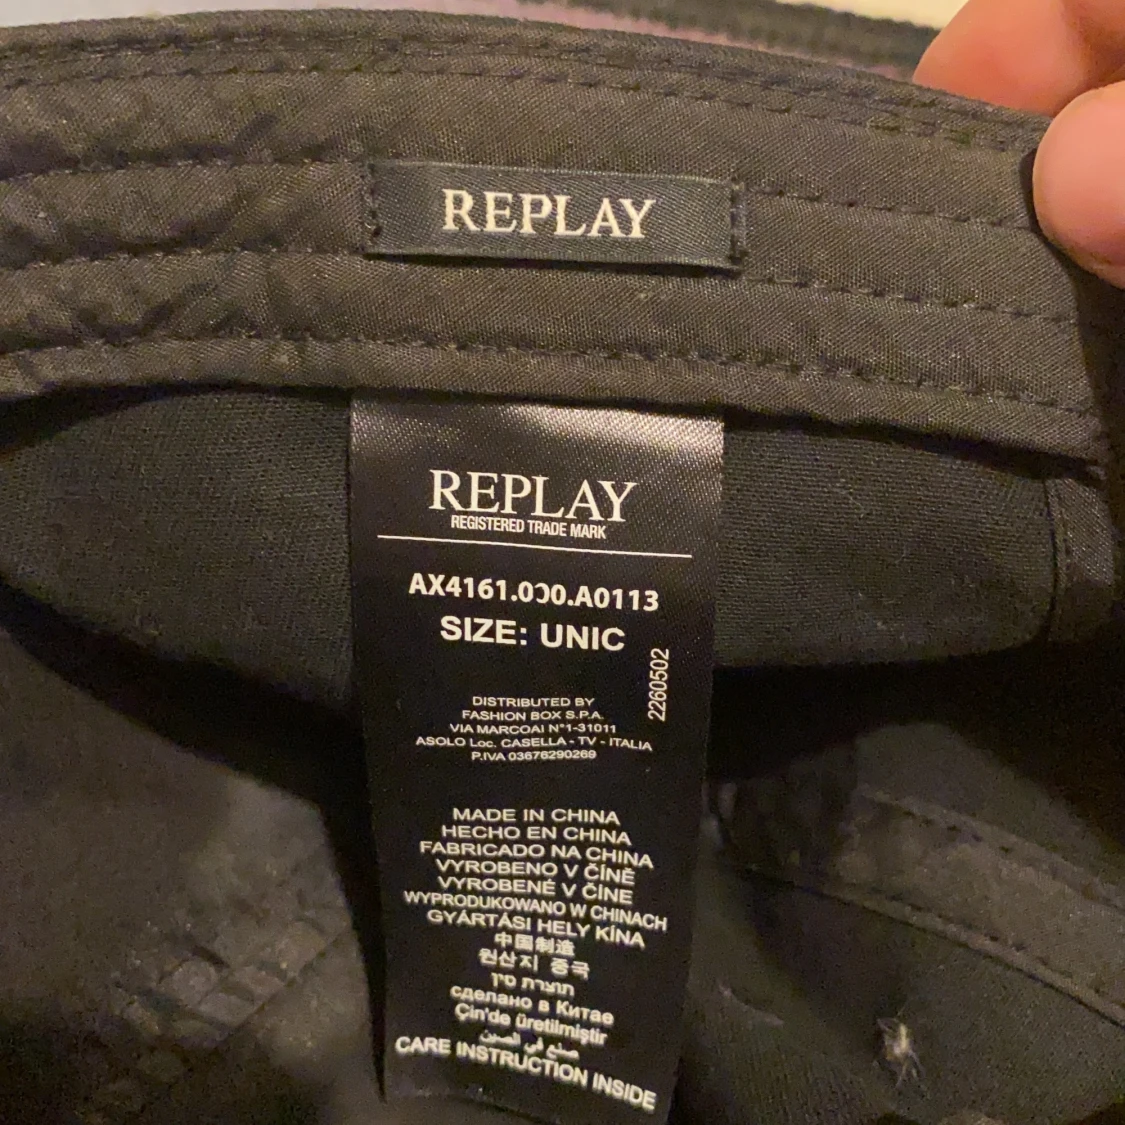 REPLAY
REPLAY
REGISTERED TRADE MARK
AX4161.000.A0113
SIZE: UNIC
2260502
DISTRIBUTED BY
FASHION BOX S.P.A.
VIA MARCOAI N°1-31011
ASOLO Loc. CASELLA - TV - ITALIA
P.IVA 03676290269
MADE IN CHINA
HECHO EN CHINA
FABRICADO NA CHINA
VYROBENO V ČÍNĚ
VYROBENÉ V ČÍNE
WYPRODUKOWANO W CHINACH
GYÁRTÁSI HELY KÍNA
中国制造
원산지 중국
תוצרת סין
сделано в Китае
Çin'de üretilmiştir
صنع في الصين
CARE INSTRUCTION INSIDE